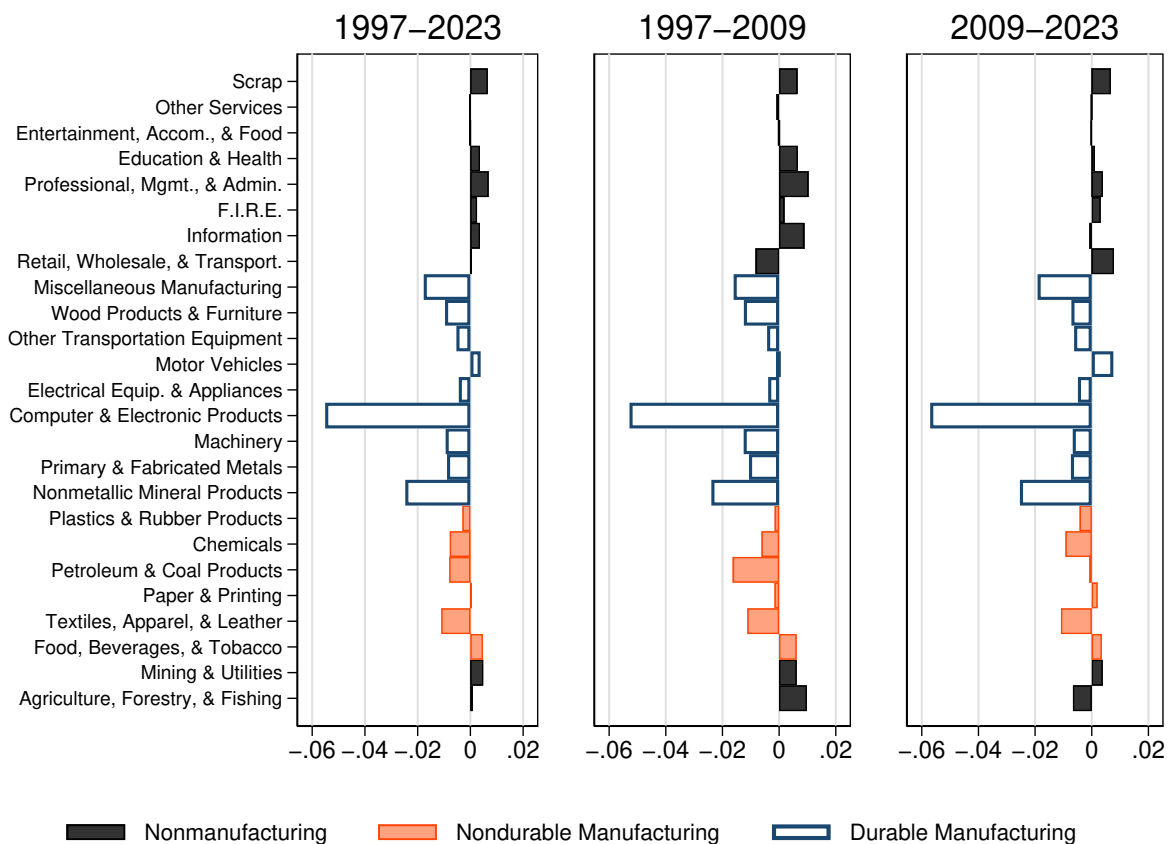 1997–2023 1997–2009 2009–2023
Scrap
Other Services
Entertainment, Accom., & Food
Education & Health
Professional, Mgmt., & Admin.
F.I.R.E.
Information
Retail, Wholesale, & Transport.
Miscellaneous Manufacturing
Wood Products & Furniture
Other Transportation Equipment
Motor Vehicles
Electrical Equip. & Appliances
Computer & Electronic Products
Machinery
Primary & Fabricated Metals
Nonmetallic Mineral Products
Plastics & Rubber Products
Chemicals
Petroleum & Coal Products
Paper & Printing
Textiles, Apparel, & Leather
Food, Beverages, & Tobacco
Mining & Utilities
Agriculture, Forestry, & Fishing
-.06 -.04 -.02 0 .02 -.06 -.04 -.02 0 .02 -.06 -.04 -.02 0 .02
Nonmanufacturing Nondurable Manufacturing Durable Manufacturing